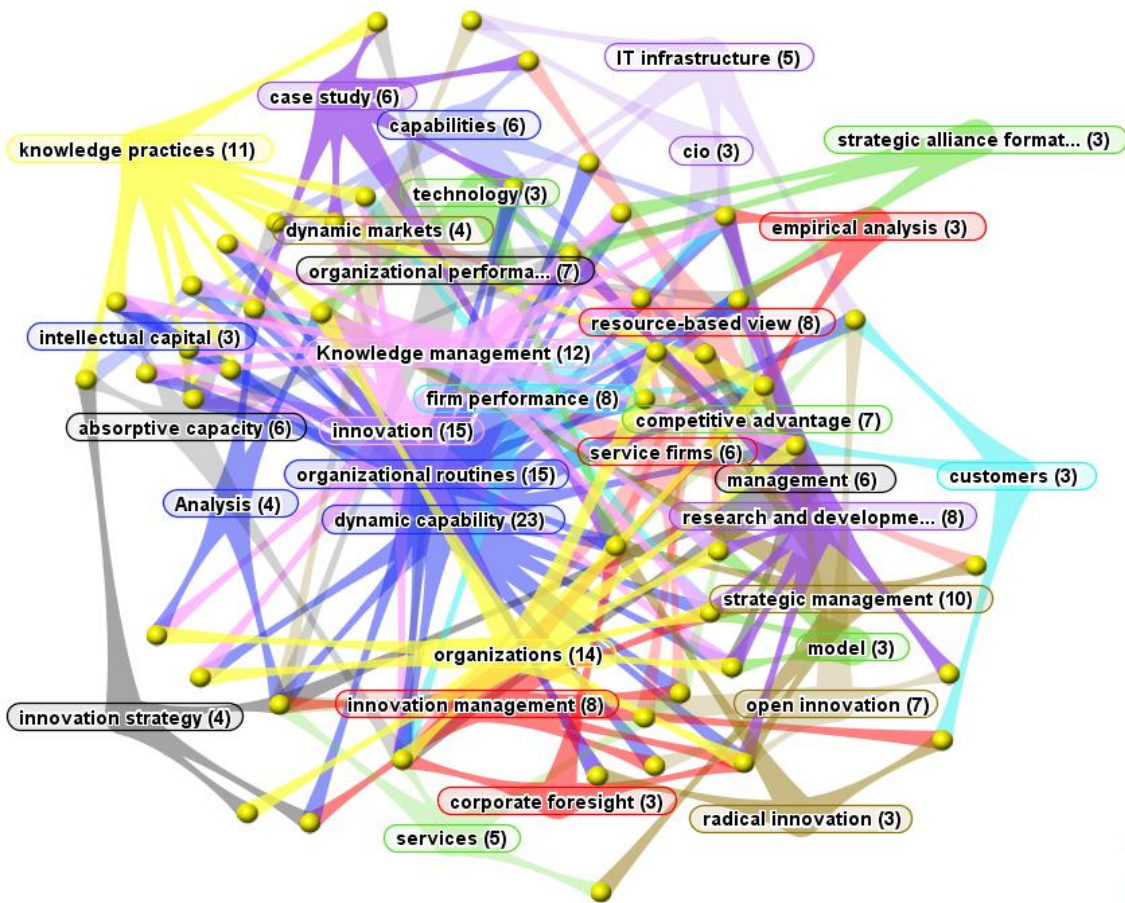 IT infrastructure (5)
case study (6)
capabilities (6)
strategic alliance format... (3)
knowledge practices (11)
cio (3)
technology (3)
dynamic markets (4)
empirical analysis (3)
organizational performa... (7)
resource-based view (8)
intellectual capital (3)
Knowledge management (12)
firm performance (8)
competitive advantage (7)
absorptive capacity (6)
innovation (15)
service firms (6)
organizational routines (15)
management (6)
customers (3)
Analysis (4)
dynamic capability (23)
research and developme... (8)
strategic management (10)
organizations (14)
model (3)
innovation strategy (4)
innovation management (8)
open innovation (7)
corporate foresight (3)
radical innovation (3)
services (5)